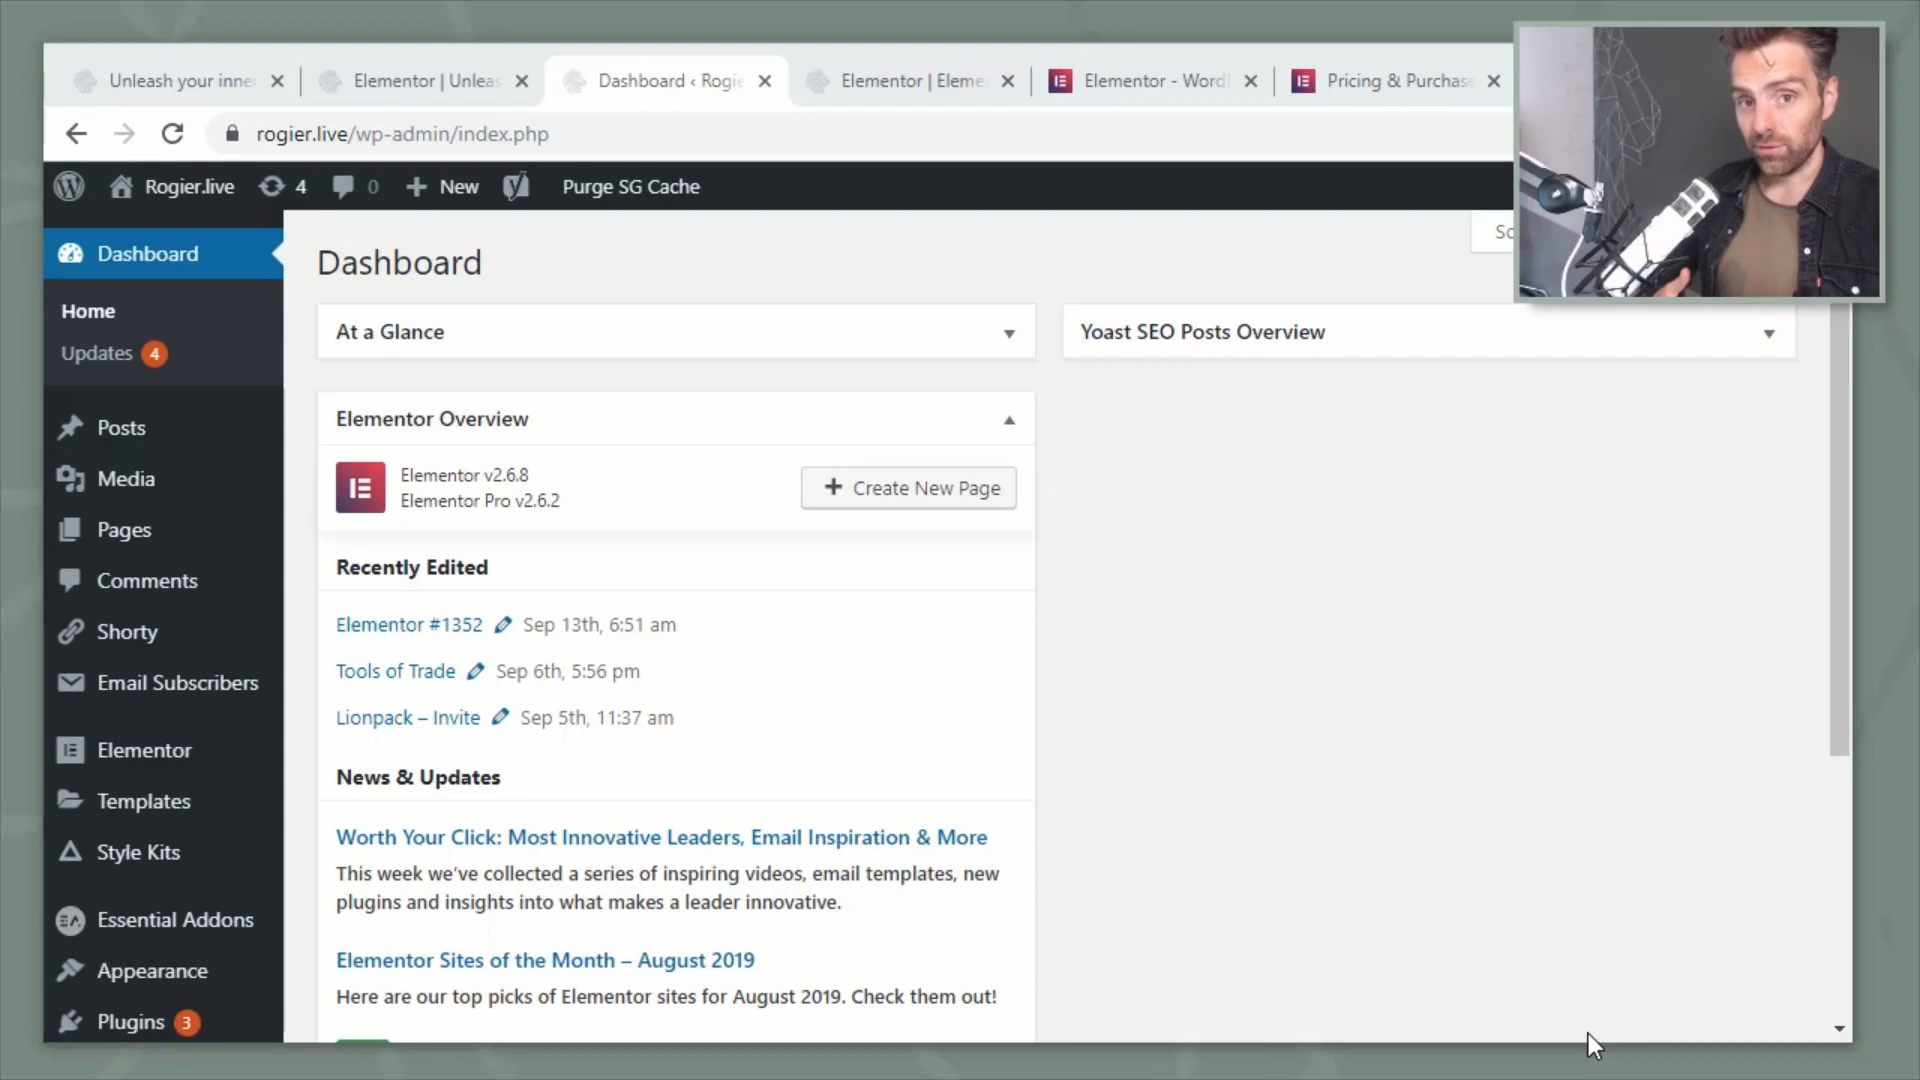 Unleash your inne
Elementor | Unleas
Dashboard ‹ Rogie
Elementor | Eleme
Elementor - Word
Pricing & Purchas
rogier.live/wp-admin/index.php
Rogier.live
4
0
New
Purge SG Cache
Dashboard
Home
Updates 4
Posts
Media
Pages
Comments
Shorty
Email Subscribers
Elementor
Templates
Style Kits
Essential Addons
Appearance
Plugins 3
Dashboard
Sc
At a Glance
Yoast SEO Posts Overview
Elementor Overview
Elementor v2.6.8
Elementor Pro v2.6.2
Create New Page
Recently Edited
Elementor #1352 Sep 13th, 6:51 am
Tools of Trade Sep 6th, 5:56 pm
Lionpack – Invite Sep 5th, 11:37 am
News & Updates
Worth Your Click: Most Innovative Leaders, Email Inspiration & More
This week we've collected a series of inspiring videos, email templates, new
plugins and insights into what makes a leader innovative.
Elementor Sites of the Month – August 2019
Here are our top picks of Elementor sites for August 2019. Check them out!